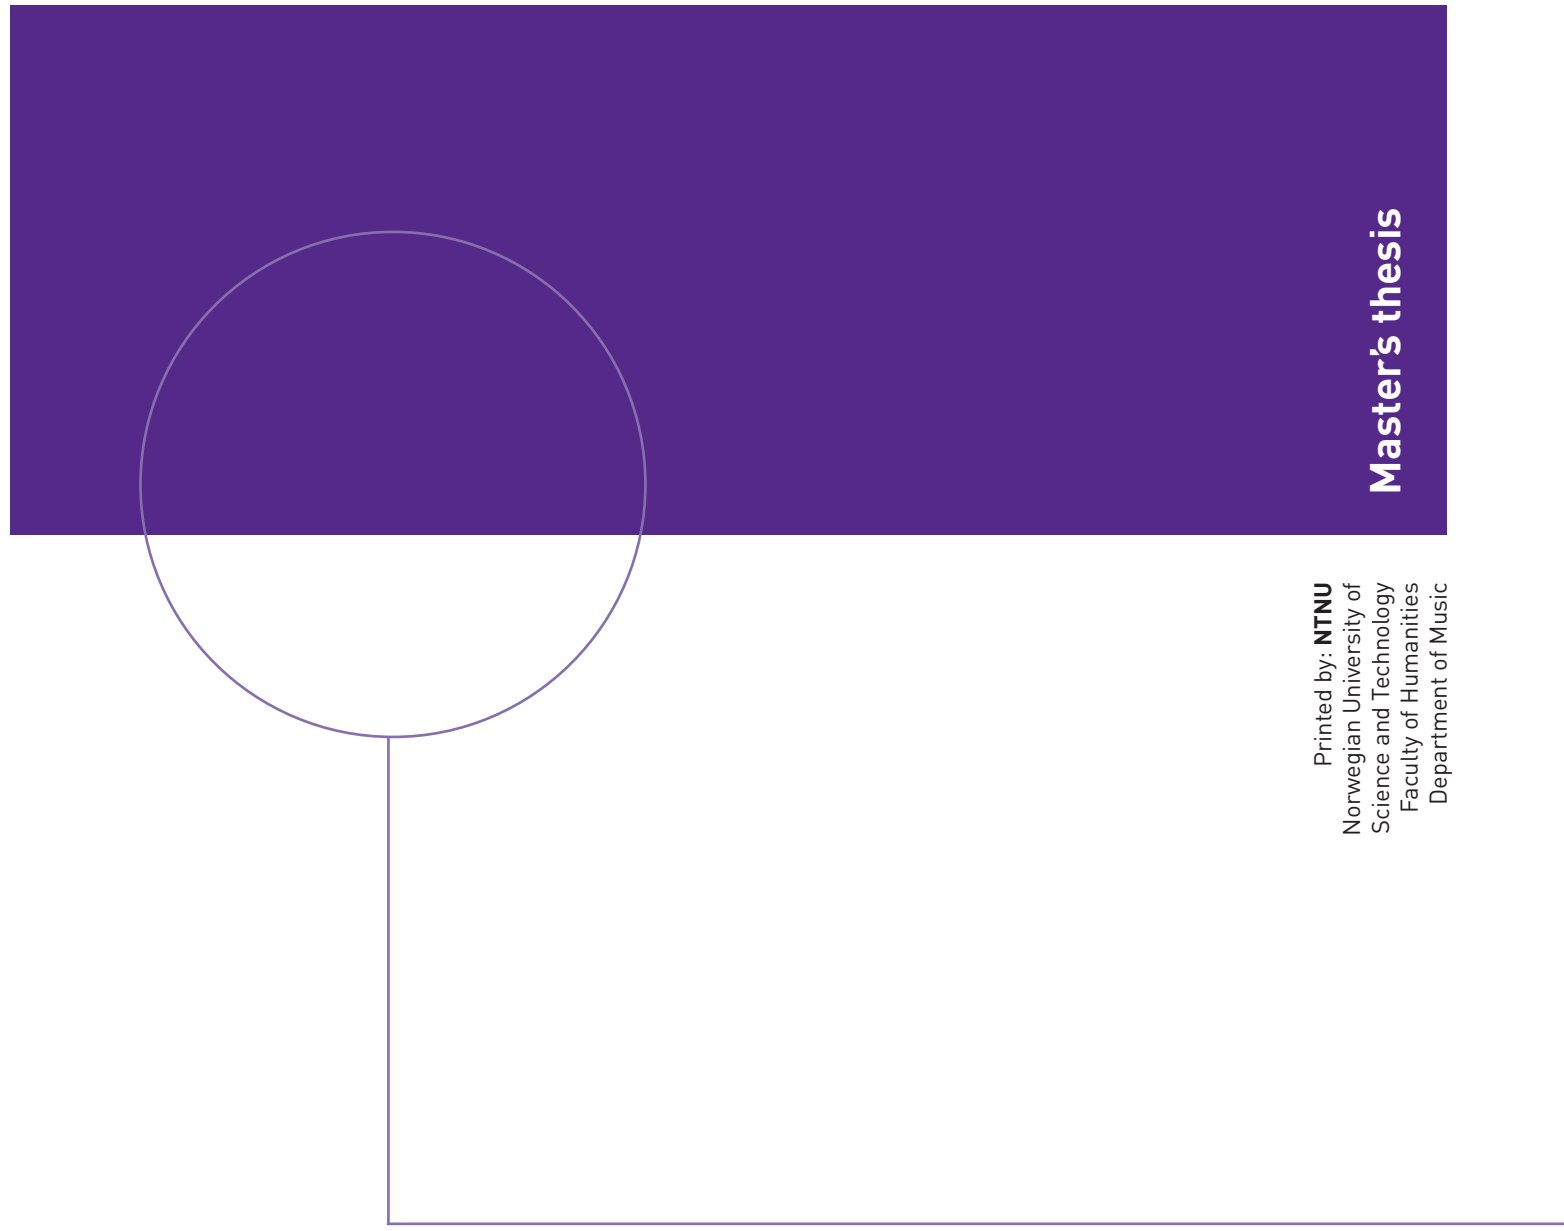 Master's thesis
Printed by: NTNU
Norwegian University of
Science and Technology
Faculty of Humanities
Department of Music